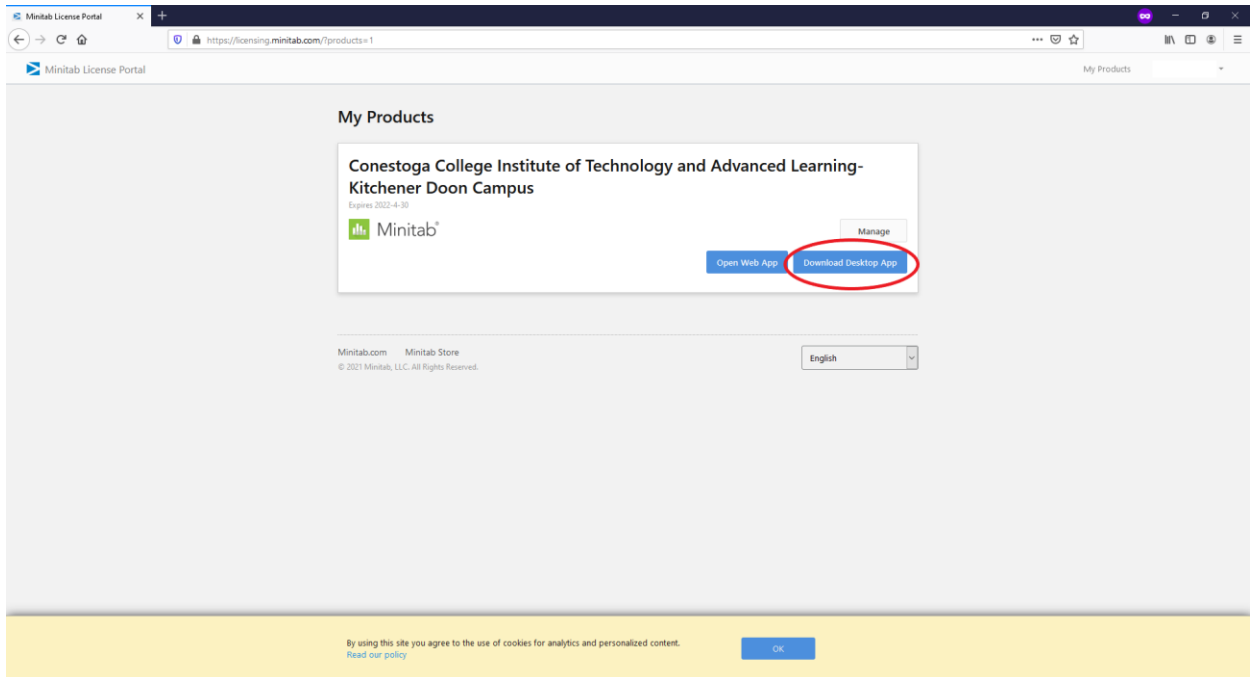 Minitab License Portal
https://licensing.minitab.com/?products=1
Minitab License Portal
My Products
My Products
Conestoga College Institute of Technology and Advanced Learning-
Kitchener Doon Campus
Expires 2022-4-30
Minitab®
Manage
Open Web App
Download Desktop App
Minitab.com
Minitab Store
© 2021 Minitab, LLC. All Rights Reserved.
English
By using this site you agree to the use of cookies for analytics and personalized content.
Read our policy
OK